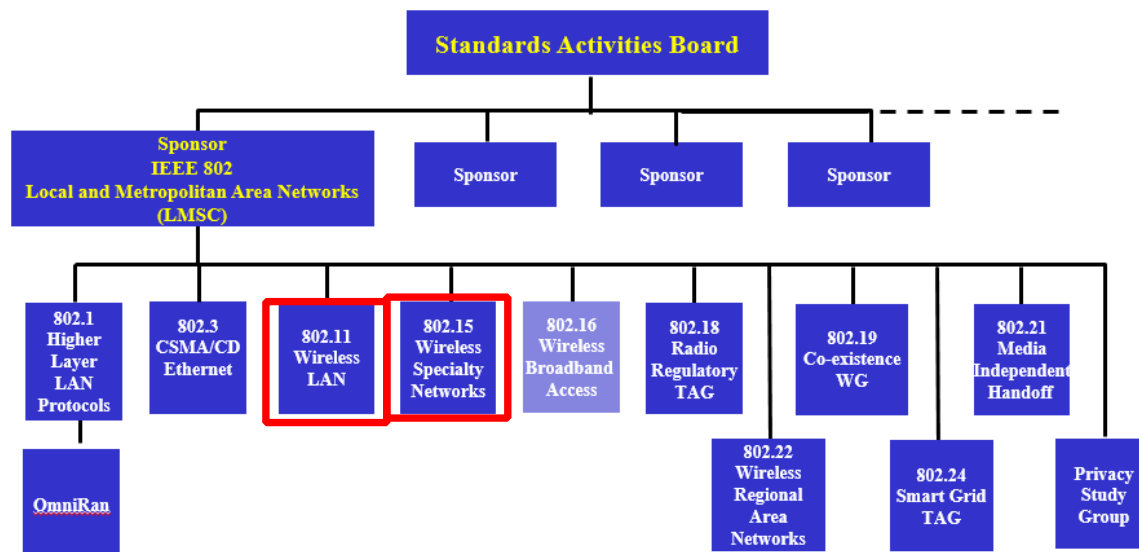 Standards Activities Board
Sponsor
IEEE 802
Local and Metropolitan Area Networks
(LMSC)
Sponsor
Sponsor
Sponsor
802.1
Higher
Layer
LAN
Protocols
802.3
CSMA/CD
Ethernet
802.11
Wireless
LAN
802.15
Wireless
Specialty
Networks
802.16
Wireless
Broadband
Access
802.18
Radio
Regulatory
TAG
802.19
Co-existence
WG
802.21
Media
Independent
Handoff
OmniRan
802.22
Wireless
Regional
Area
Networks
802.24
Smart Grid
TAG
Privacy
Study
Group